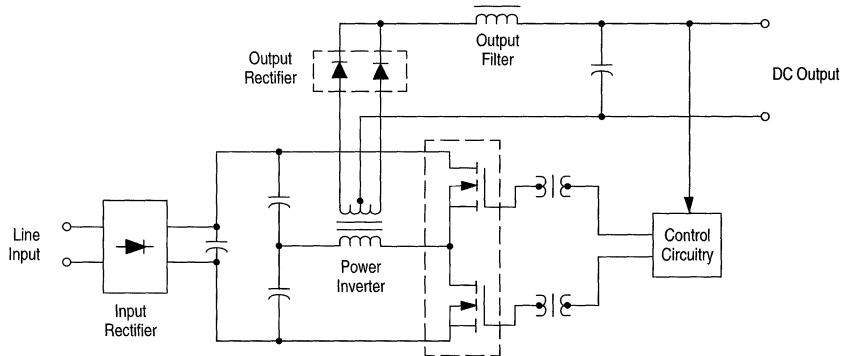 Output
Rectifier
Output
Filter
DC Output
Line
Input
Input
Rectifier
Power
Inverter
Control
Circuitry